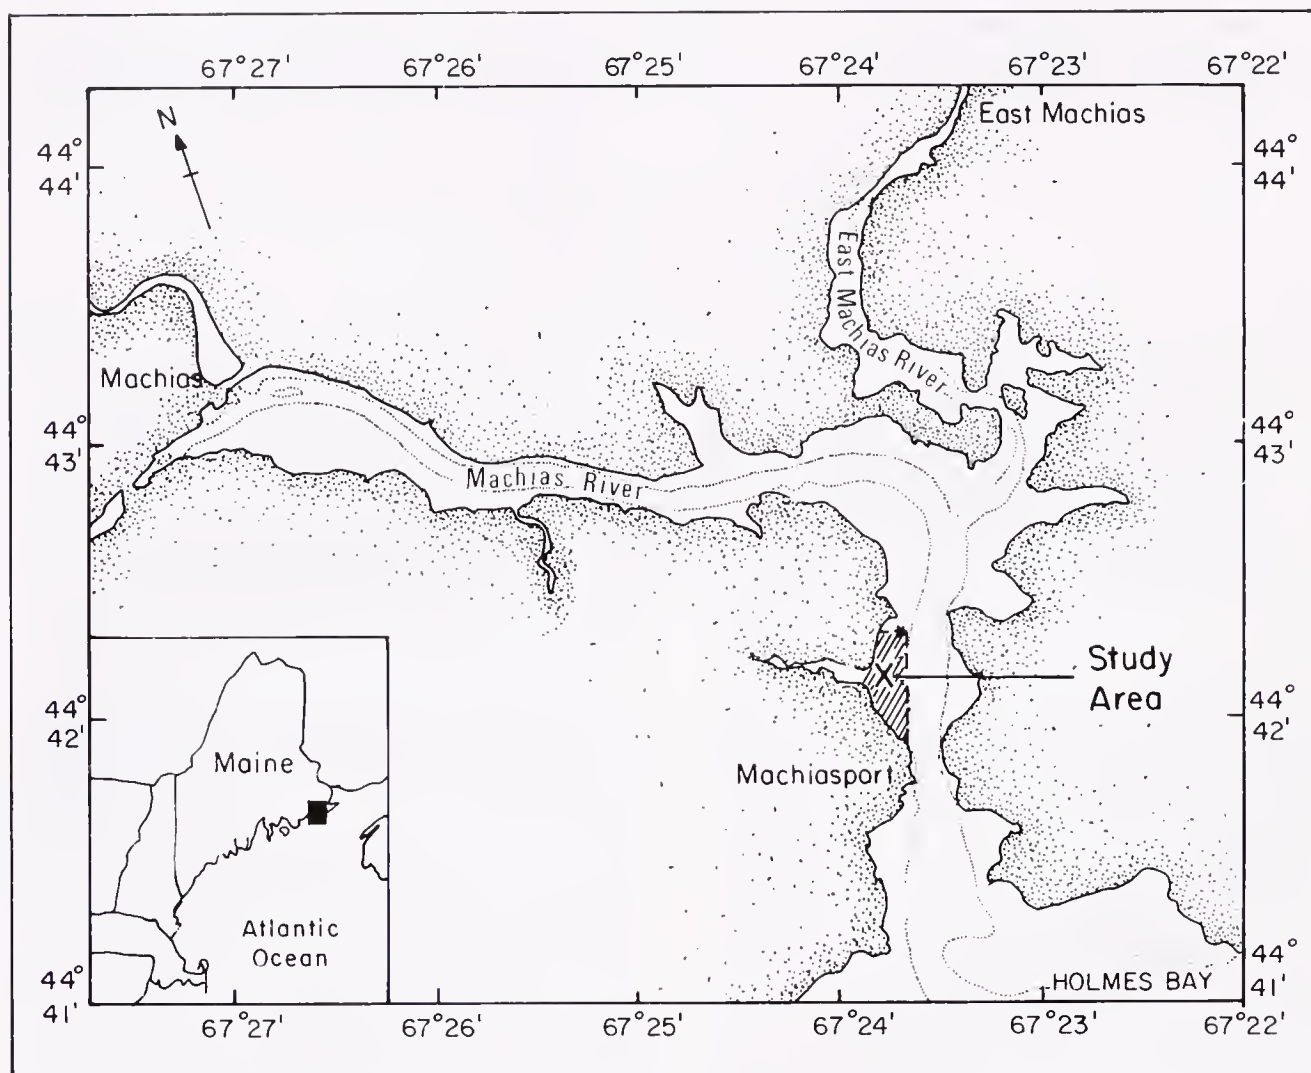 67°27' 67°26' 67°25' 67°24' 67°23' 67°22'
N
East Machias
44°
44'
44°
44'
East Machias River
Machias
44°
43'
44°
43'
Machias River
Study
Area
44°
42'
44°
42'
Machiasport
Maine
Atlantic
Ocean
44°
41'
44°
41'
HOLMES BAY
67°27' 67°26' 67°25' 67°24' 67°23' 67°22'
X